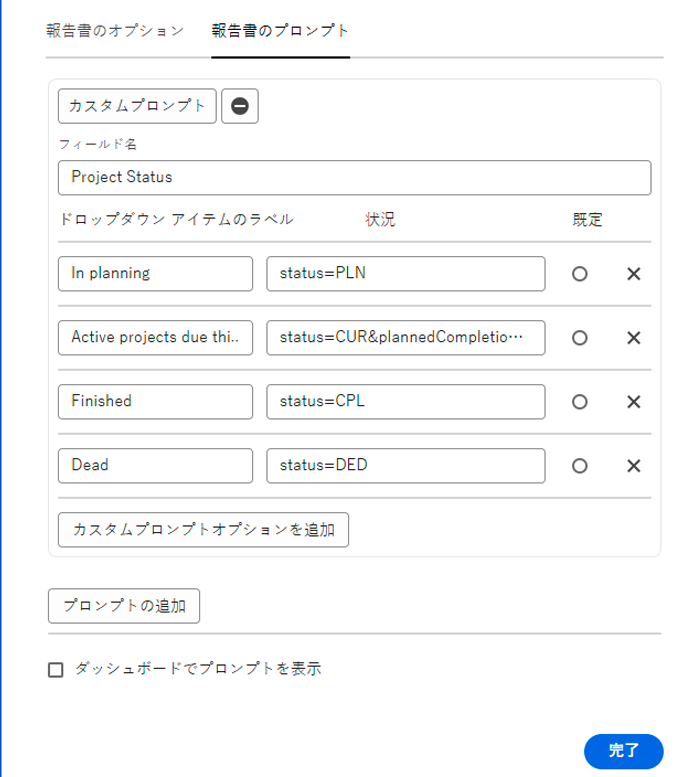 報告書のオプション 報告書のプロンプト
カスタムプロンプト
フィールド名
Project Status
ドロップダウン アイテムのラベル 状況 既定
In planning status=PLN
Active projects due thi.. status=CUR&plannedCompletio…
Finished status=CPL
Dead status=DED
カスタムプロンプトオプションを追加
プロンプトの追加
ダッシュボードでプロンプトを表示
完了